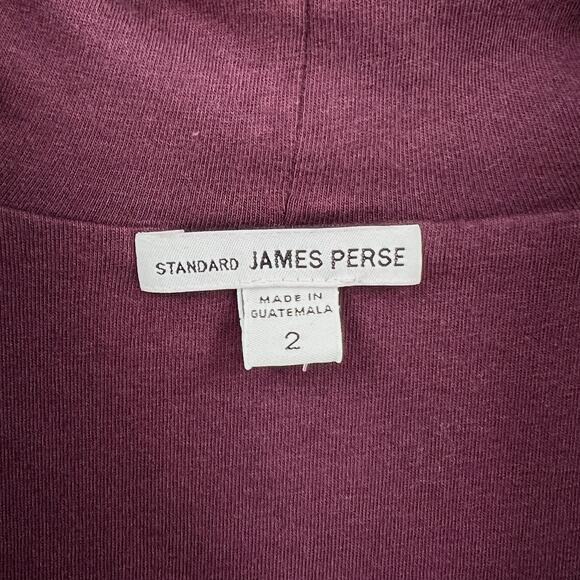 STANDARD JAMES PERSE
MADE IN
GUATEMALA
2